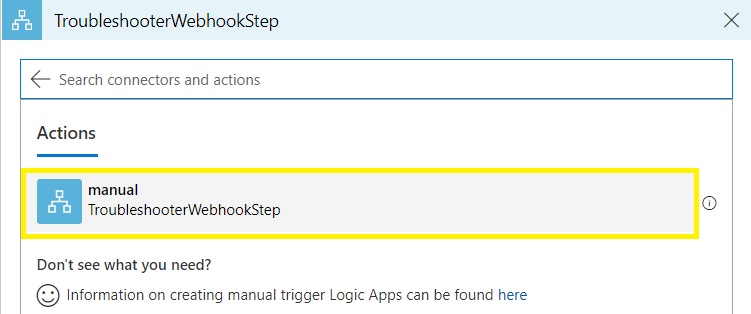 TroubleshooterWebhookStep
Search connectors and actions
Actions
manual
TroubleshooterWebhookStep
Don't see what you need?
Information on creating manual trigger Logic Apps can be found here